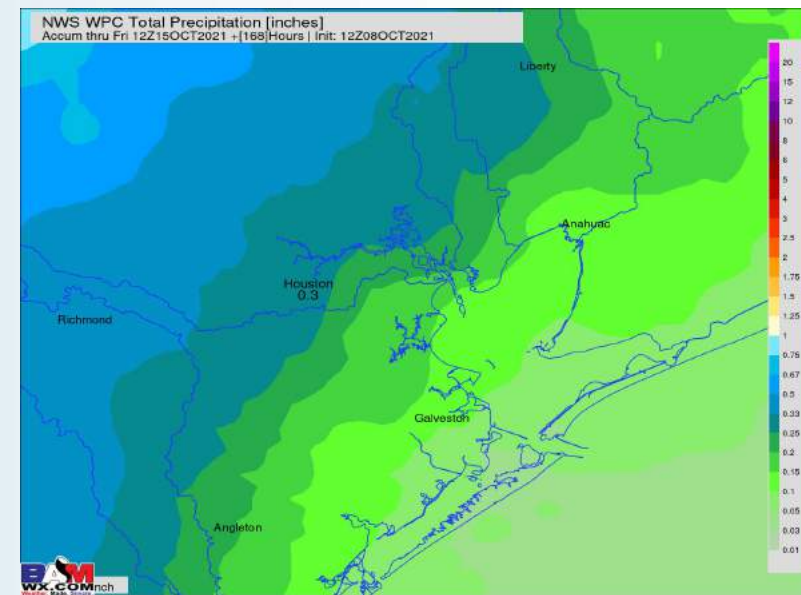 NWS WPC Total Precipitation [inches]
Accum thru Fri 12Z15OCT2021 +[168]Hours | Init: 12Z08OCT2021
Liberty
Anahuac
Houston
0.3
Richmond
Galveston
Angleton
20
15
12
10
8
6
5
4
3
2.5
2
1.75
1.5
1.25
1
0.75
0.67
0.5
0.33
0.25
0.2
0.15
0.1
0.05
0.03
0.01
BAM
WX.COM
nch